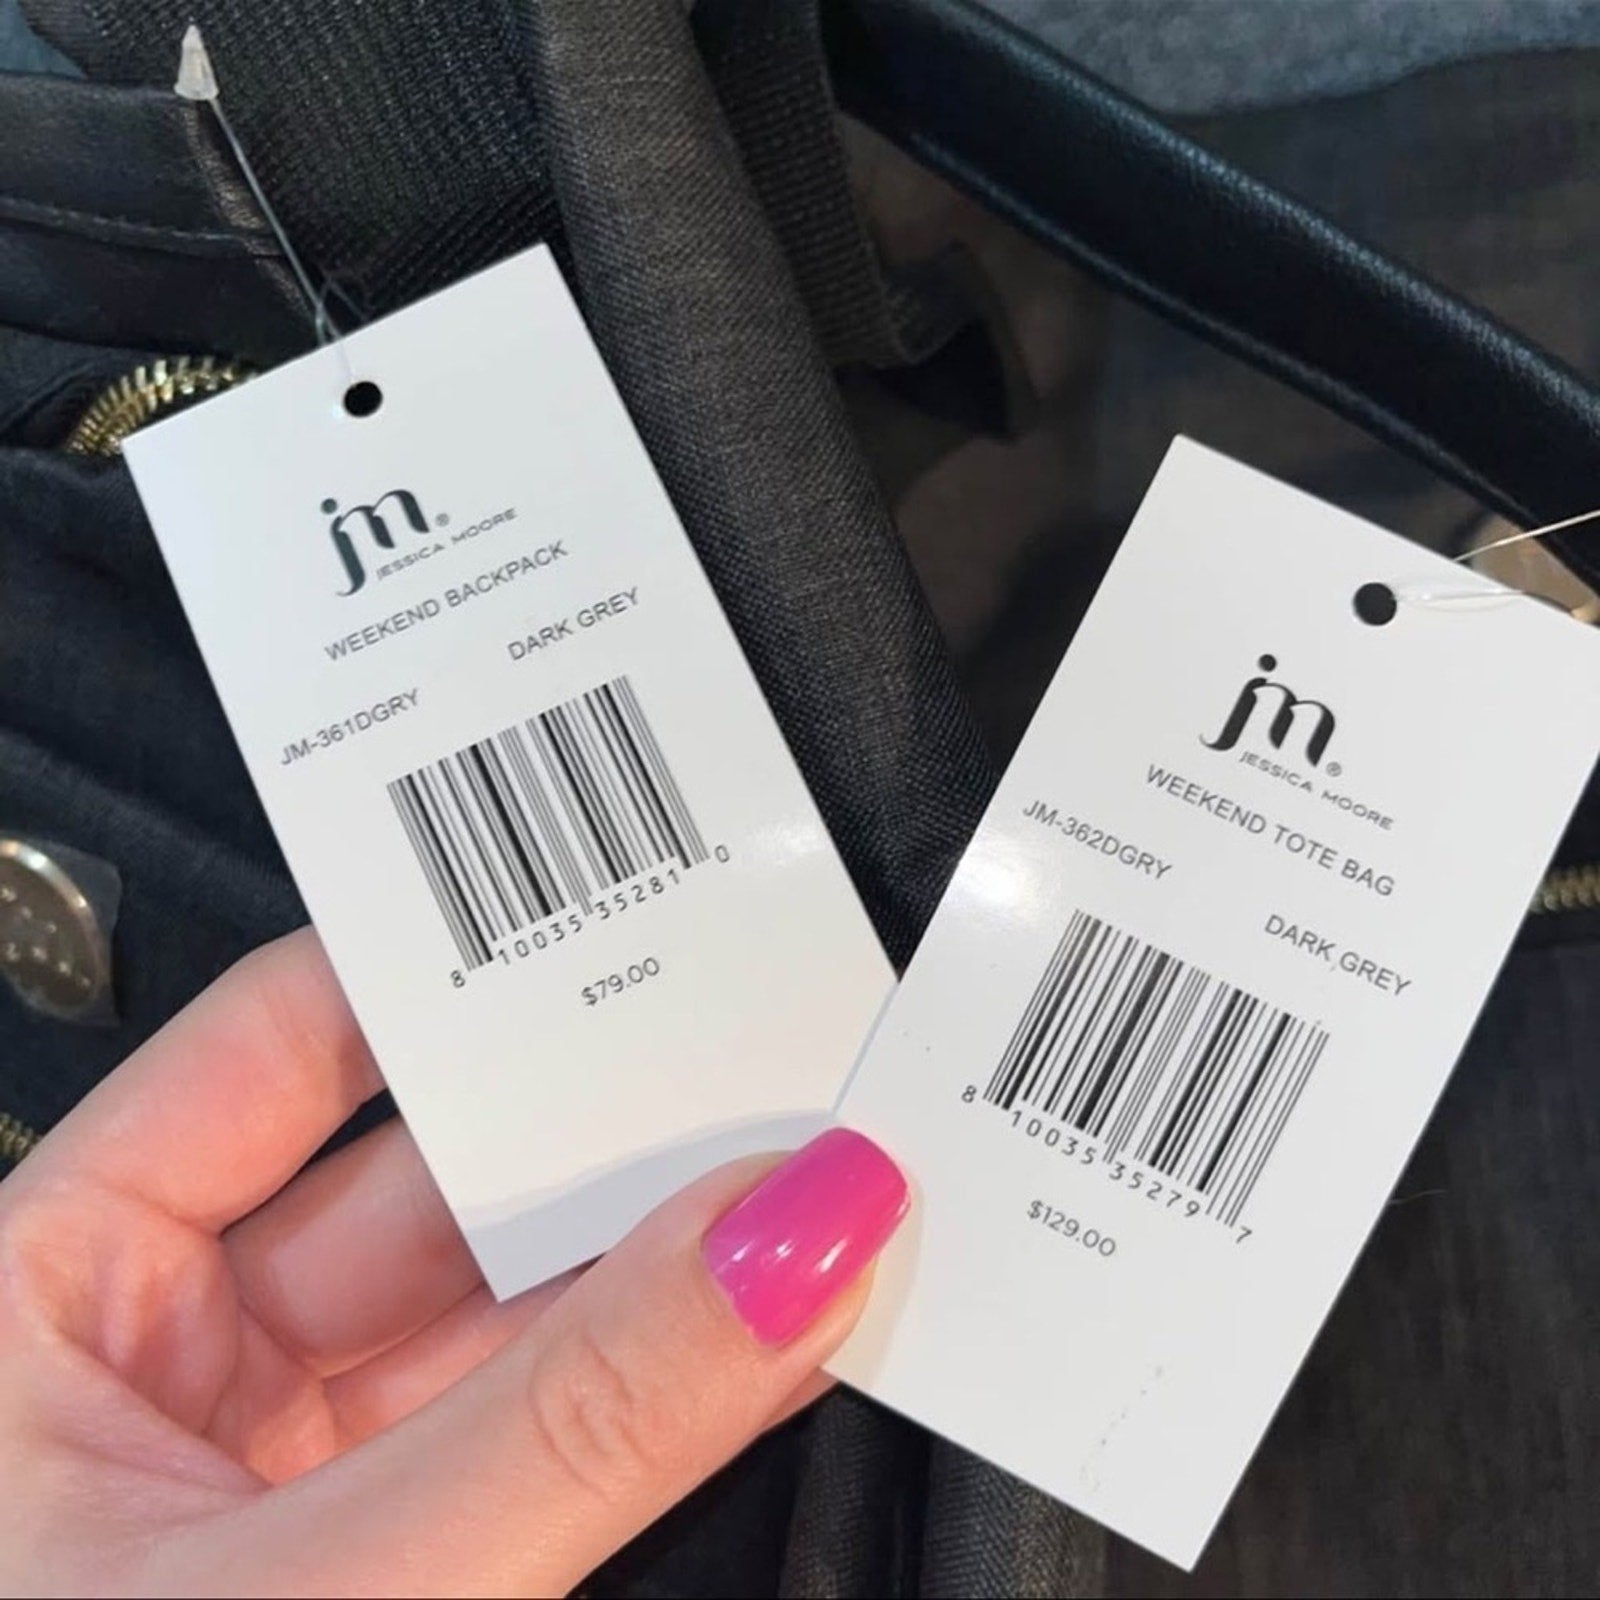 jm®
JESSICA MOORE
WEEKEND BACKPACK
DARK GREY
JM-361DGRY
8 10035 35281 0
$79.00
jm®
JESSICA MOORE
WEEKEND TOTE BAG
JM-362DGRY
DARK GREY
8 10035 35279 7
$129.00